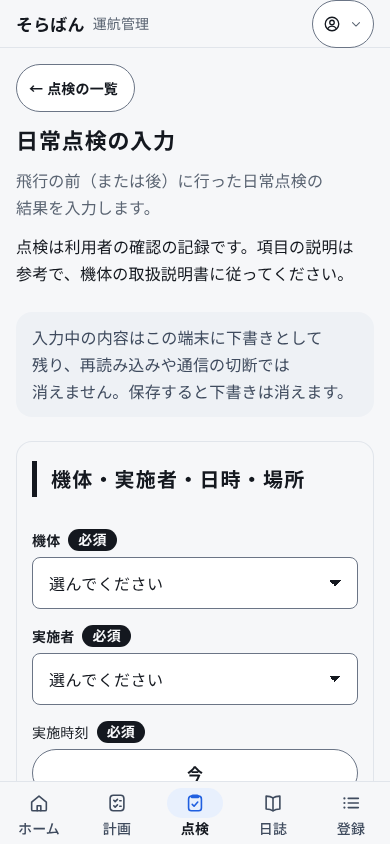 そらばん 運航管理
← 点検の一覧
日常点検の入力
飛行の前（または後）に行った日常点検の
結果を入力します。
点検は利用者の確認の記録です。項目の説明は
参考で、機体の取扱説明書に従ってください。
入力中の内容はこの端末に下書きとして
残り、再読み込みや通信の切断では
消えません。保存すると下書きは消えます。
機体・実施者・日時・場所
機体 必須
選んでください
実施者 必須
選んでください
実施時刻 必須
今
ホーム 計画 点検 日誌 登録